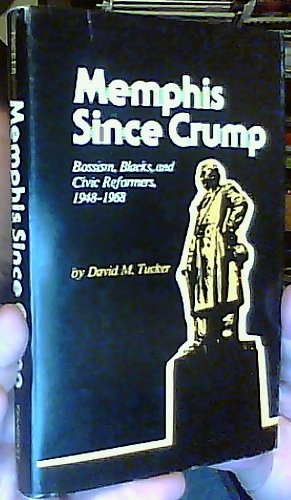 Memphis
Since Crump
Bossism, Blacks, and
Civic Reformers,
1948–1968
by David M. Tucker
Memphis Since